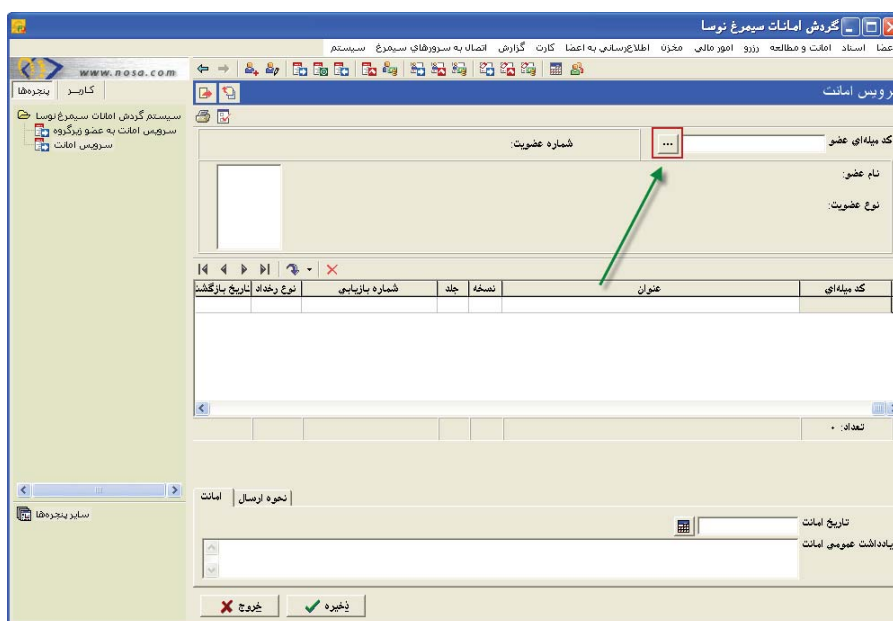 گردش امانات سیمرغ نوسا
اعضا اسناد امانت و مطالعه رزرو امور مالی مخزن اطلاع‌رسانی به اعضا کارت گزارش اتصال به سرورهای سیمرغ سیستم
www.nosa.com
کاربر پنجره‌ها
سرویس امانت
سیستم گردش امانات سیمرغ نوسا
سرویس امانت به عضو زیرگروه
سرویس امانت
کد میله‌ای عضو ... شماره عضویت:
نام عضو:
نوع عضویت:
کد میله‌ای عنوان نسخه جلد شماره بازیابی نوع رخداد تاریخ بازگشت
تعداد: ۰
نحوه ارسال امانت
سایر پنجره‌ها
تاریخ امانت
یادداشت عمومی امانت
ذخیره خروج